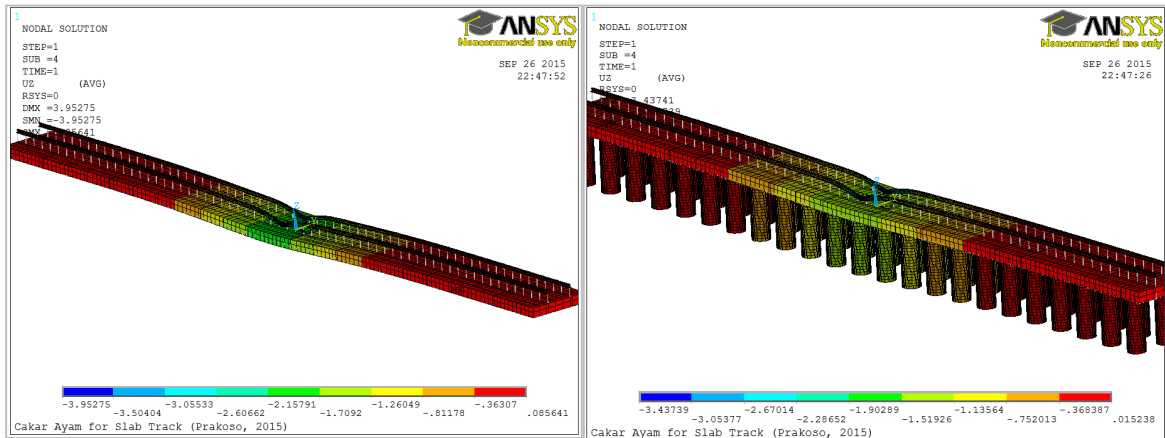 1
NODAL SOLUTION
STEP=1
SUB =4
TIME=1
UZ (AVG)
RSYS=0
DMX =3.95275
SMN =-3.95275
ANSYS
Noncommercial use only
SEP 26 2015
22:47:52
Z
-3.95275
-3.50404
-3.05533
-2.60662
-2.15791
-1.7092
-1.26049
-.81178
-.36307
.085641
Cakar Ayam for Slab Track (Prakoso, 2015)
1
NODAL SOLUTION
STEP=1
SUB =4
TIME=1
UZ (AVG)
RSYS=0
ANSYS
Noncommercial use only
SEP 26 2015
22:47:26
Z
-3.43739
-3.05377
-2.67014
-2.28652
-1.90289
-1.51926
-1.13564
-.752013
-.368387
.015238
Cakar Ayam for Slab Track (Prakoso, 2015)